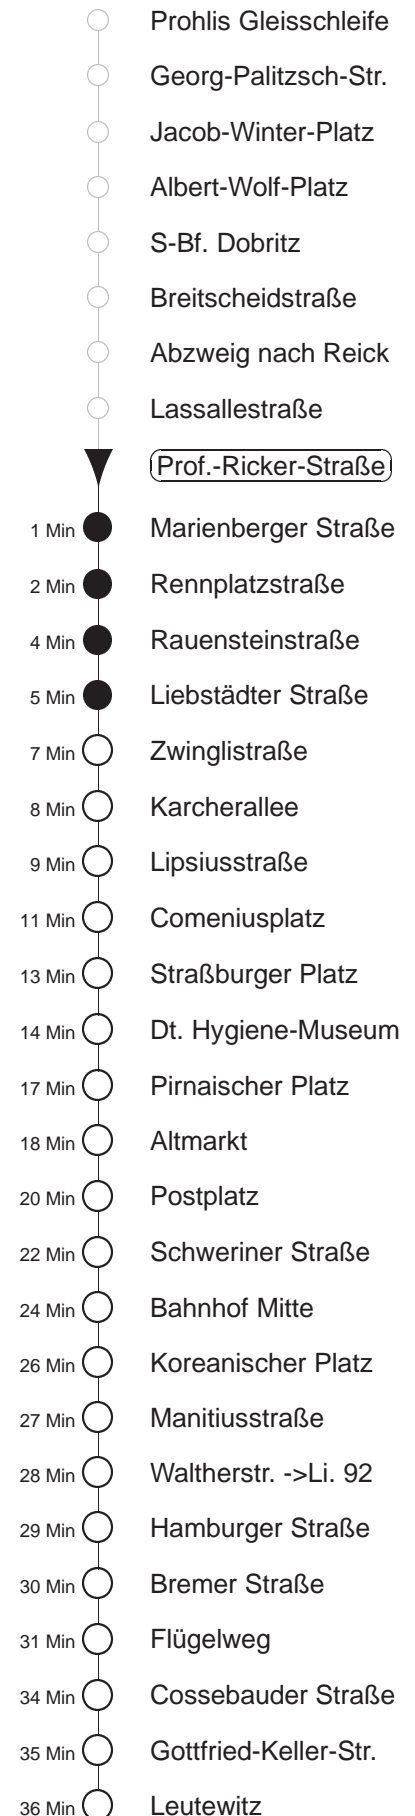 Prohlis Gleisschleife
Georg-Palitzsch-Str.
Jacob-Winter-Platz
Albert-Wolf-Platz
S-Bf. Dobritz
Breitscheidstraße
Abzweig nach Reick
Lassallestraße
Prof.-Ricker-Straße
1 Min Marienberger Straße
2 Min Rennplatzstraße
4 Min Rauensteinstraße
5 Min Liebstädter Straße
7 Min Zwinglistraße
8 Min Karcherallee
9 Min Lipsiusstraße
11 Min Comeniusplatz
13 Min Straßburger Platz
14 Min Dt. Hygiene-Museum
17 Min Pirnaischer Platz
18 Min Altmarkt
20 Min Postplatz
22 Min Schweriner Straße
24 Min Bahnhof Mitte
26 Min Koreanischer Platz
27 Min Manitiusstraße
28 Min Waltherstr. ->Li. 92
29 Min Hamburger Straße
30 Min Bremer Straße
31 Min Flügelweg
34 Min Cossebauder Straße
35 Min Gottfried-Keller-Str.
36 Min Leutewitz